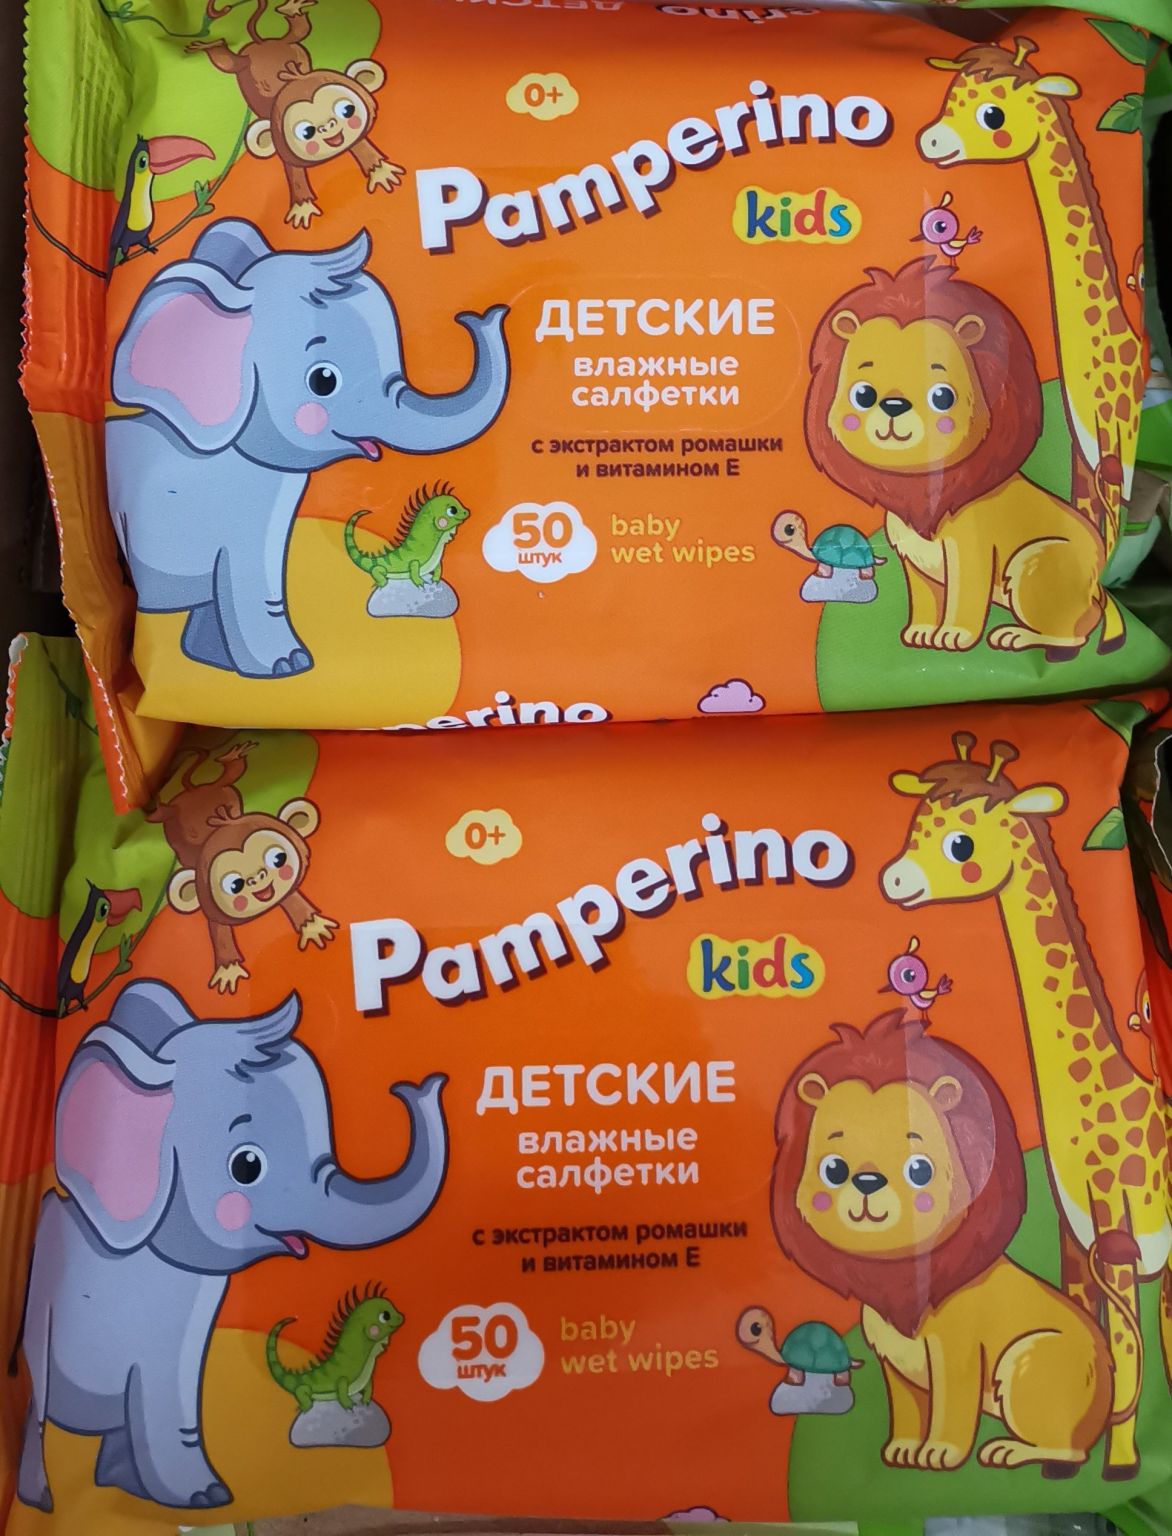 0+
Pamperino
kids
ДЕТСКИЕ
влажные
салфетки
с экстрактом ромашки
и витамином Е
50
штук
baby
wet wipes
perino
0+
Pamperino
kids
ДЕТСКИЕ
влажные
салфетки
с экстрактом ромашки
и витамином Е
50
штук
baby
wet wipes